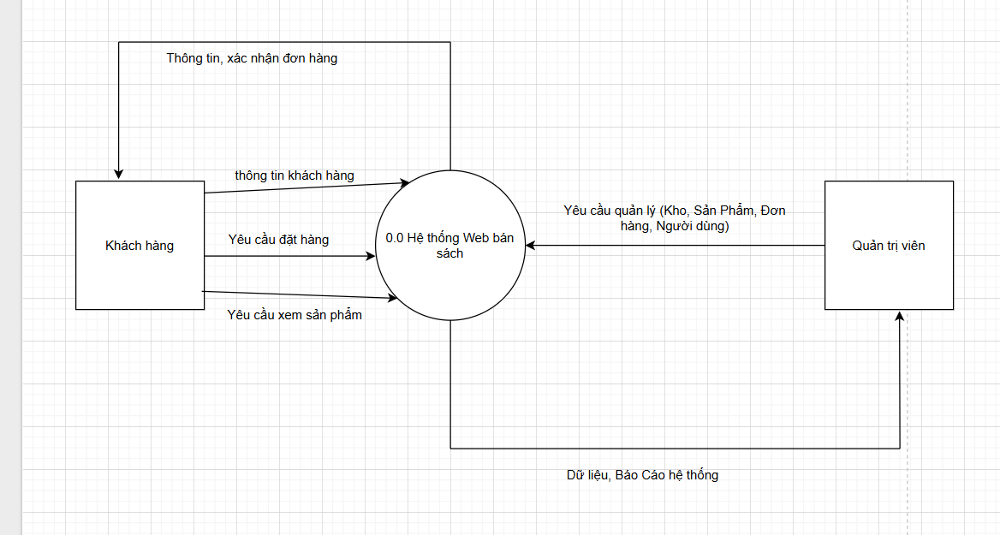 Thông tin, xác nhận đơn hàng
thông tin khách hàng
Yêu cầu quản lý (Kho, Sản Phẩm, Đơn
hàng, Người dùng)
Khách hàng
Yêu cầu đặt hàng
0.0 Hệ thống Web bán
sách
Quản trị viên
Yêu cầu xem sản phẩm
Dữ liệu, Báo Cáo hệ thống